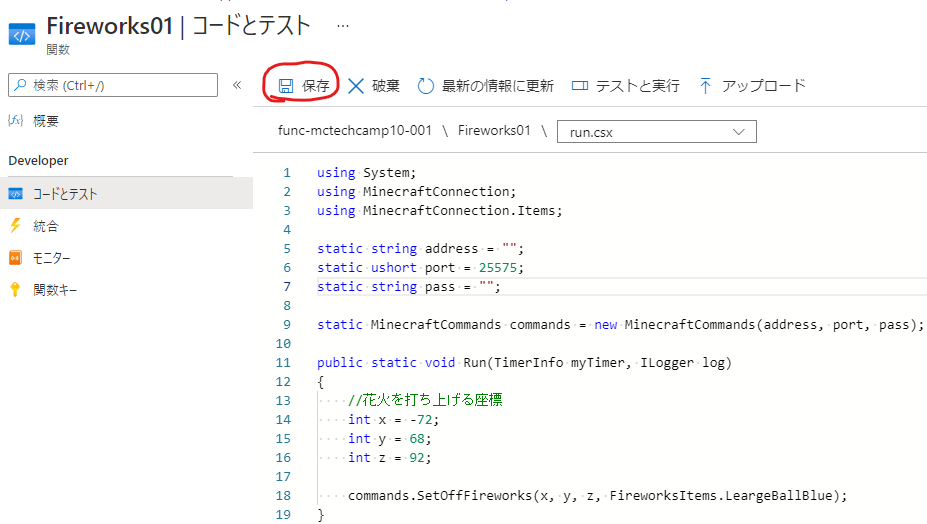 Fireworks01 | コードとテスト ...
関数
検索 (Ctrl+/)
«
保存
破棄
最新の情報に更新
テストと実行
アップロード
概要
Developer
コードとテスト
統合
モニター
関数キー
func-mctechcamp10-001 \ Fireworks01 \ run.csx
1 using System;
2 using MinecraftConnection;
3 using MinecraftConnection.Items;
4
5 static string address = "";
6 static ushort port = 25575;
7 static string pass = "";
8
9 static MinecraftCommands commands = new MinecraftCommands(address, port, pass);
10
11 public static void Run(TimerInfo myTimer, ILogger log)
12 {
13 //花火を打ち上げる座標
14 int x = -72;
15 int y = 68;
16 int z = 92;
17
18 commands.SetOffFireworks(x, y, z, FireworksItems.LeargeBallBlue);
19 }